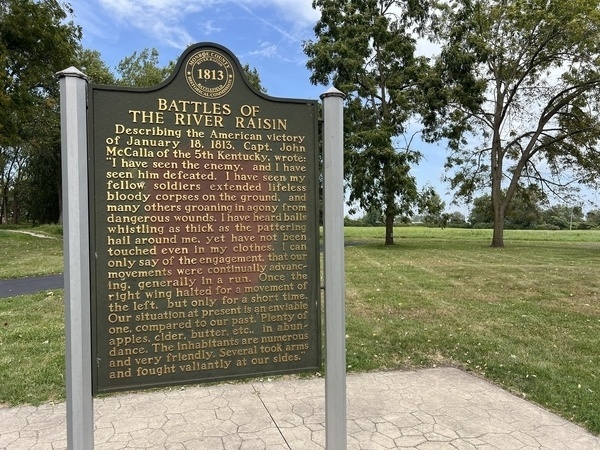 1813
BATTLES OF
THE RIVER RAISIN
Describing the American victory
of January 18, 1813, Capt. John
McCalla of the 5th Kentucky, wrote:
"I have seen the enemy, and I have
seen him defeated. I have seen my
fellow soldiers extended lifeless
bloody corpses on the ground, and
many others groaning in agony from
dangerous wounds. I have heard balls
whistling as thick as the pattering
hail around me, yet have not been
touched even in my clothes. I can
only say of the engagement, that our
movements were continually advanc-
ing, generally in a run. Once the
right wing halted for a movement of
the left, but only for a short time.
Our situation at present is an enviable
one, compared to our past. Plenty of
apples, cider, butter, etc., in abun-
dance. The inhabitants are numerous
and very friendly. Several took arms
and fought valiantly at our sides."